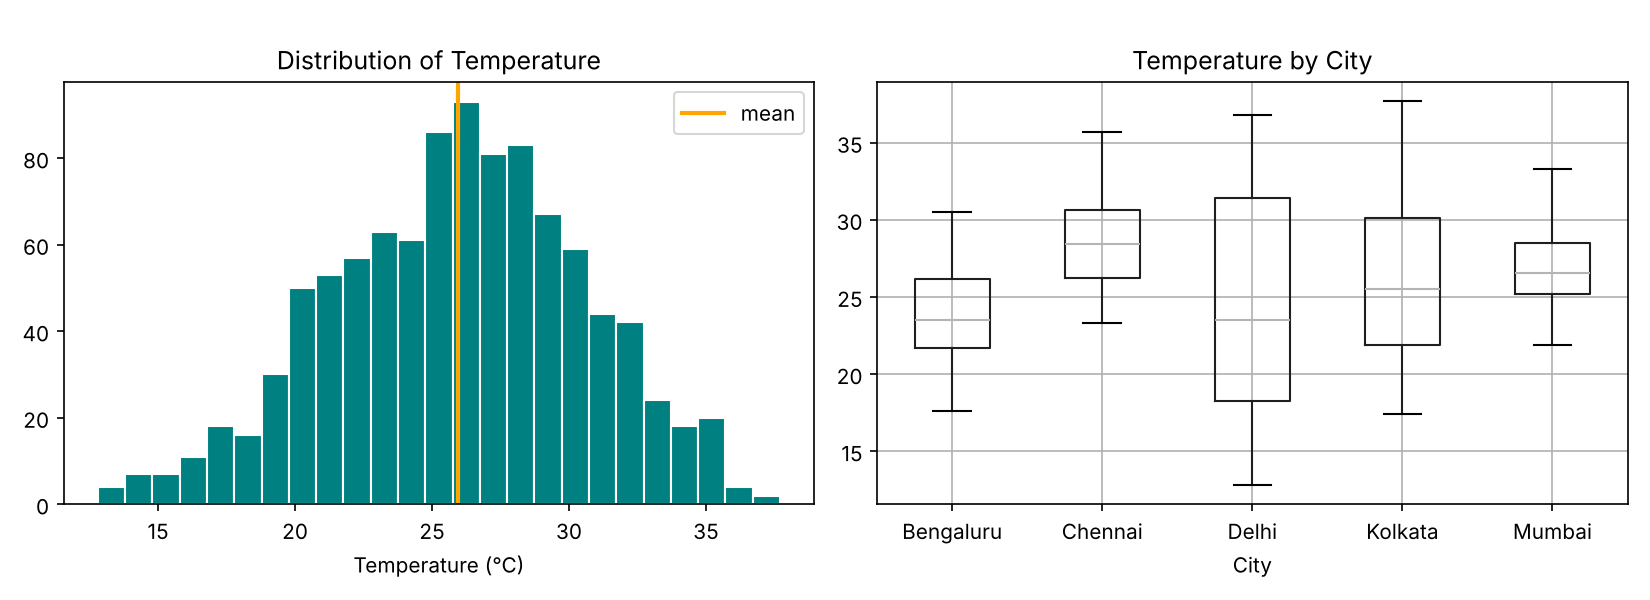 Distribution of Temperature
mean
80
60
40
20
0
15 20 25 30 35
Temperature (°C)
Temperature by City
35
30
25
20
15
Bengaluru Chennai Delhi Kolkata Mumbai
City